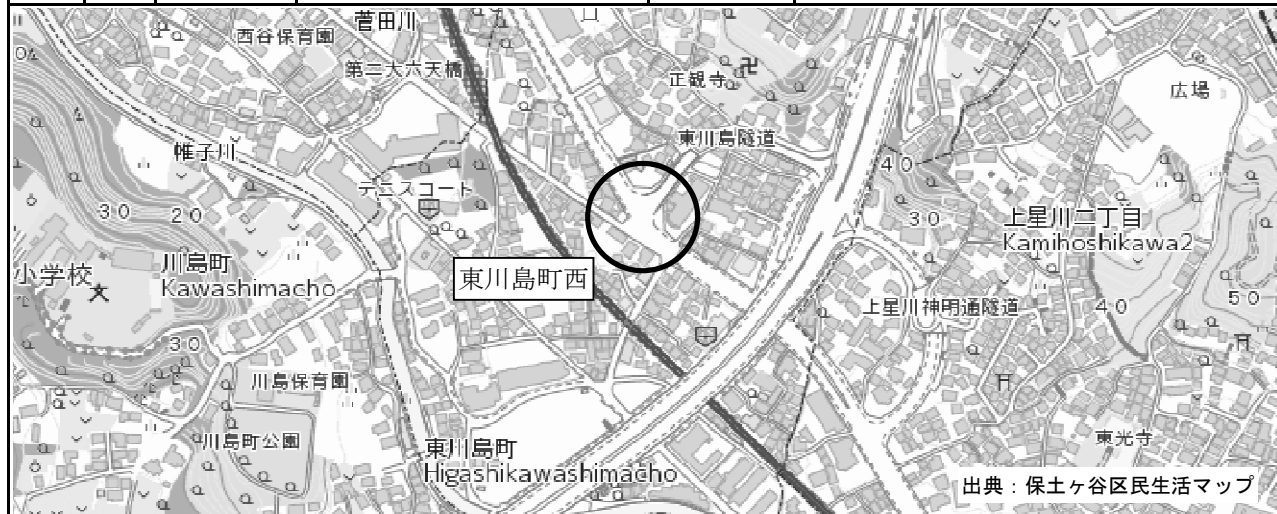 菅田川
西谷保育園
第二大六天橋
正観寺
広場
東川島隧道
帷子川
テニスコート
40
30
20
30
上星川二丁目
Kamihoshikawa2
川島町
Kawashimacho
小学校
東川島町西
上星川神明通隧道
40
50
30
川島保育園
川島町公園
東川島町
Higashikawashimacho
東光寺
出典：保土ヶ谷区民生活マップ